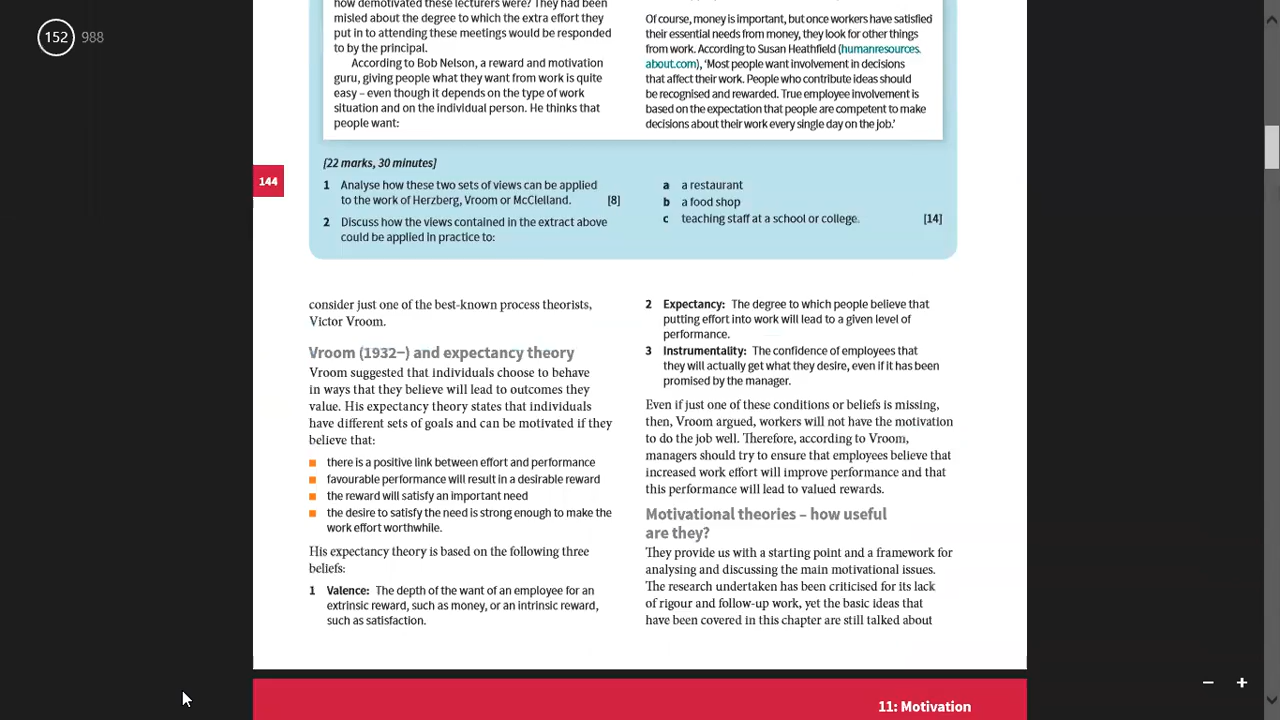 152 988
how demotivated these lecturers were? They had been
misled about the degree to which the extra effort they
put in to attending these meetings would be responded
to by the principal.
According to Bob Nelson, a reward and motivation
guru, giving people what they want from work is quite
easy – even though it depends on the type of work
situation and on the individual person. He thinks that
people want:
Of course, money is important, but once workers have satisfied
their essential needs from money, they look for other things
from work. According to Susan Heathfield (humanresources.
about.com), ‘Most people want involvement in decisions
that affect their work. People who contribute ideas should
be recognised and rewarded. True employee involvement is
based on the expectation that people are competent to make
decisions about their work every single day on the job.’
144
[22 marks, 30 minutes]
1 Analyse how these two sets of views can be applied
to the work of Herzberg, Vroom or McClelland. [8]
2 Discuss how the views contained in the extract above
could be applied in practice to:
a a restaurant
b a food shop
c teaching staff at a school or college. [14]
consider just one of the best-known process theorists,
Victor Vroom.
Vroom (1932–) and expectancy theory
Vroom suggested that individuals choose to behave
in ways that they believe will lead to outcomes they
value. His expectancy theory states that individuals
have different sets of goals and can be motivated if they
believe that:
■ there is a positive link between effort and performance
■ favourable performance will result in a desirable reward
■ the reward will satisfy an important need
■ the desire to satisfy the need is strong enough to make the
work effort worthwhile.
His expectancy theory is based on the following three
beliefs:
1 Valence: The depth of the want of an employee for an
extrinsic reward, such as money, or an intrinsic reward,
such as satisfaction.
2 Expectancy: The degree to which people believe that
putting effort into work will lead to a given level of
performance.
3 Instrumentality: The confidence of employees that
they will actually get what they desire, even if it has been
promised by the manager.
Even if just one of these conditions or beliefs is missing,
then, Vroom argued, workers will not have the motivation
to do the job well. Therefore, according to Vroom,
managers should try to ensure that employees believe that
increased work effort will improve performance and that
this performance will lead to valued rewards.
Motivational theories – how useful
are they?
They provide us with a starting point and a framework for
analysing and discussing the main motivational issues.
The research undertaken has been criticised for its lack
of rigour and follow-up work, yet the basic ideas that
have been covered in this chapter are still talked about
11: Motivation